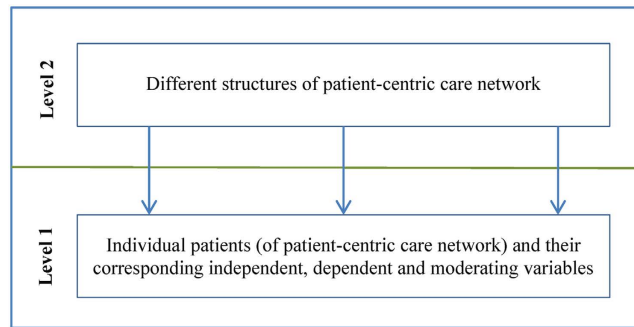 Level 2
Different structures of patient-centric care network
Level 1
Individual patients (of patient-centric care network) and their
corresponding independent, dependent and moderating variables